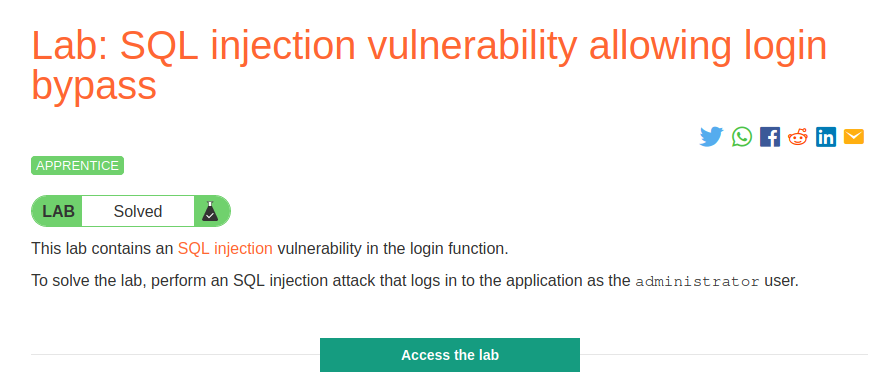 Lab: SQL injection vulnerability allowing login
bypass
APPRENTICE
LAB Solved
This lab contains an SQL injection vulnerability in the login function.
To solve the lab, perform an SQL injection attack that logs in to the application as the administrator user.
Access the lab